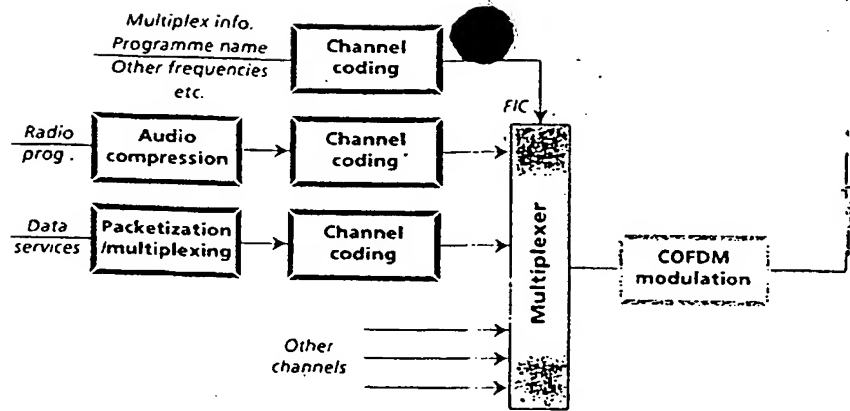 Multiplex info.
Programme name
Other frequencies
etc.
Channel
coding
FIC
Radio
prog.
Audio
compression
Channel
coding
Data
services
Packetization
/multiplexing
Channel
coding
Multiplexer
COFDM
modulation
Other
channels